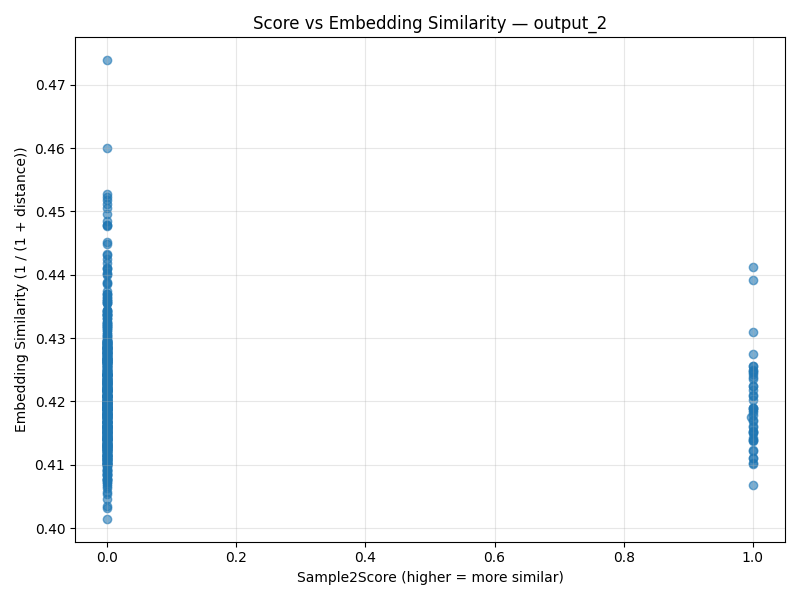 Score vs Embedding Similarity — output_2
Embedding Similarity (1 / (1 + distance))
0.47
0.46
0.45
0.44
0.43
0.42
0.41
0.40
0.0 0.2 0.4 0.6 0.8 1.0
Sample2Score (higher = more similar)